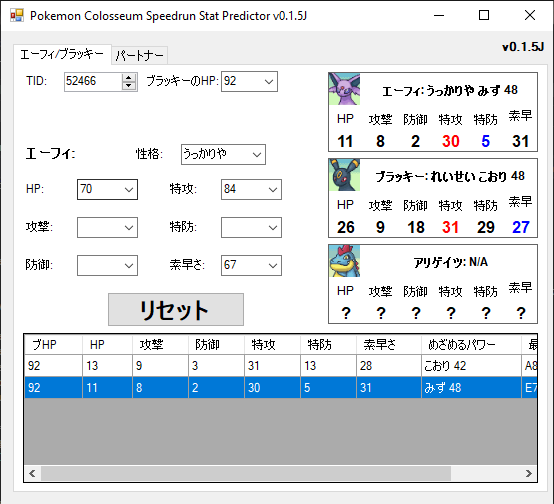 Pokemon Colosseum Speedrun Stat Predictor v0.1.5J
v0.1.5J
エーフィ/ブラッキー パートナー
TID: 52466 ブラッキーのHP: 92
エーフィ: 性格: うっかりや
HP: 70 特攻: 84
攻撃: 特防:
防御: 素早さ: 67
リセット
エーフィ: うっかりや みず 48
HP 攻撃 防御 特攻 特防 素早
11 8 2 30 5 31
ブラッキー: れいせい こおり 48
HP 攻撃 防御 特攻 特防 素早
26 9 18 31 29 27
アリゲイツ: N/A
HP 攻撃 防御 特攻 特防 素早
? ? ? ? ? ?
ブHP HP 攻撃 防御 特攻 特防 素早さ めざめるパワー 最
92 13 9 3 31 13 28 こおり 42 A8
92 11 8 2 30 5 31 みず 48 E7